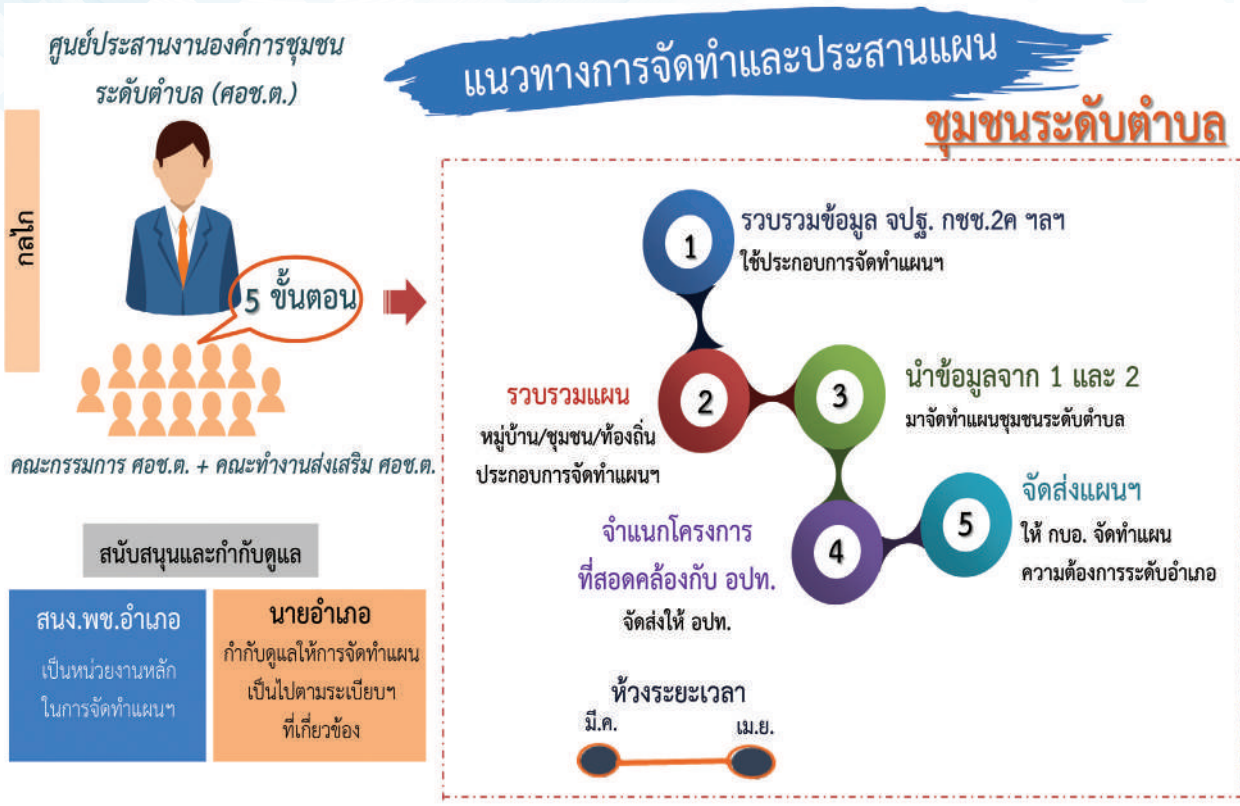 ศูนย์ประสานงานองค์การชุมชน
ระดับตำบล (ศอช.ต.)
แนวทางการจัดทำและประสานแผน
ชุมชนระดับตำบล
กลไก
5 ขั้นตอน
คณะกรรมการ ศอช.ต. + คณะทำงานส่งเสริม ศอช.ต.
สนับสนุนและกำกับดูแล
สนง.พช.อำเภอ
เป็นหน่วยงานหลัก
ในการจัดทำแผนฯ
นายอำเภอ
กำกับดูแลให้การจัดทำแผน
เป็นไปตามระเบียบฯ
ที่เกี่ยวข้อง
1
รวบรวมข้อมูล จปฐ. กชช.2ค ฯลฯ
ใช้ประกอบการจัดทำแผนฯ
2
รวบรวมแผน
หมู่บ้าน/ชุมชน/ท้องถิ่น
ประกอบการจัดทำแผนฯ
3
นำข้อมูลจาก 1 และ 2
มาจัดทำแผนชุมชนระดับตำบล
4
จำแนกโครงการ
ที่สอดคล้องกับ อปท.
จัดส่งให้ อปท.
5
จัดส่งแผนฯ
ให้ กบอ. จัดทำแผน
ความต้องการระดับอำเภอ
ห้วงระยะเวลา
มี.ค.
เม.ย.